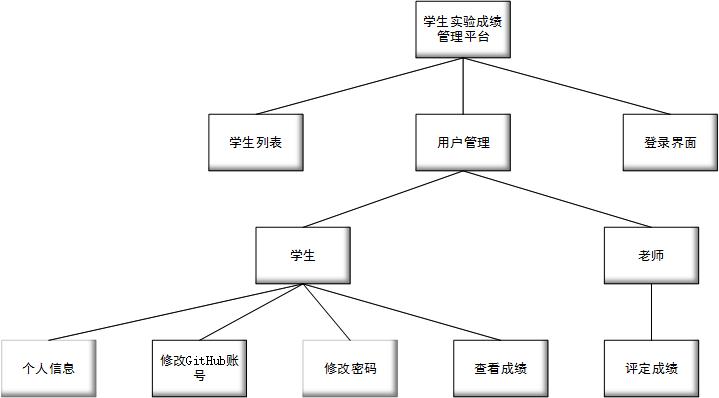 学生实验成绩
管理平台
学生列表
用户管理
登录界面
学生
老师
个人信息
修改GitHub账
号
修改密码
查看成绩
评定成绩